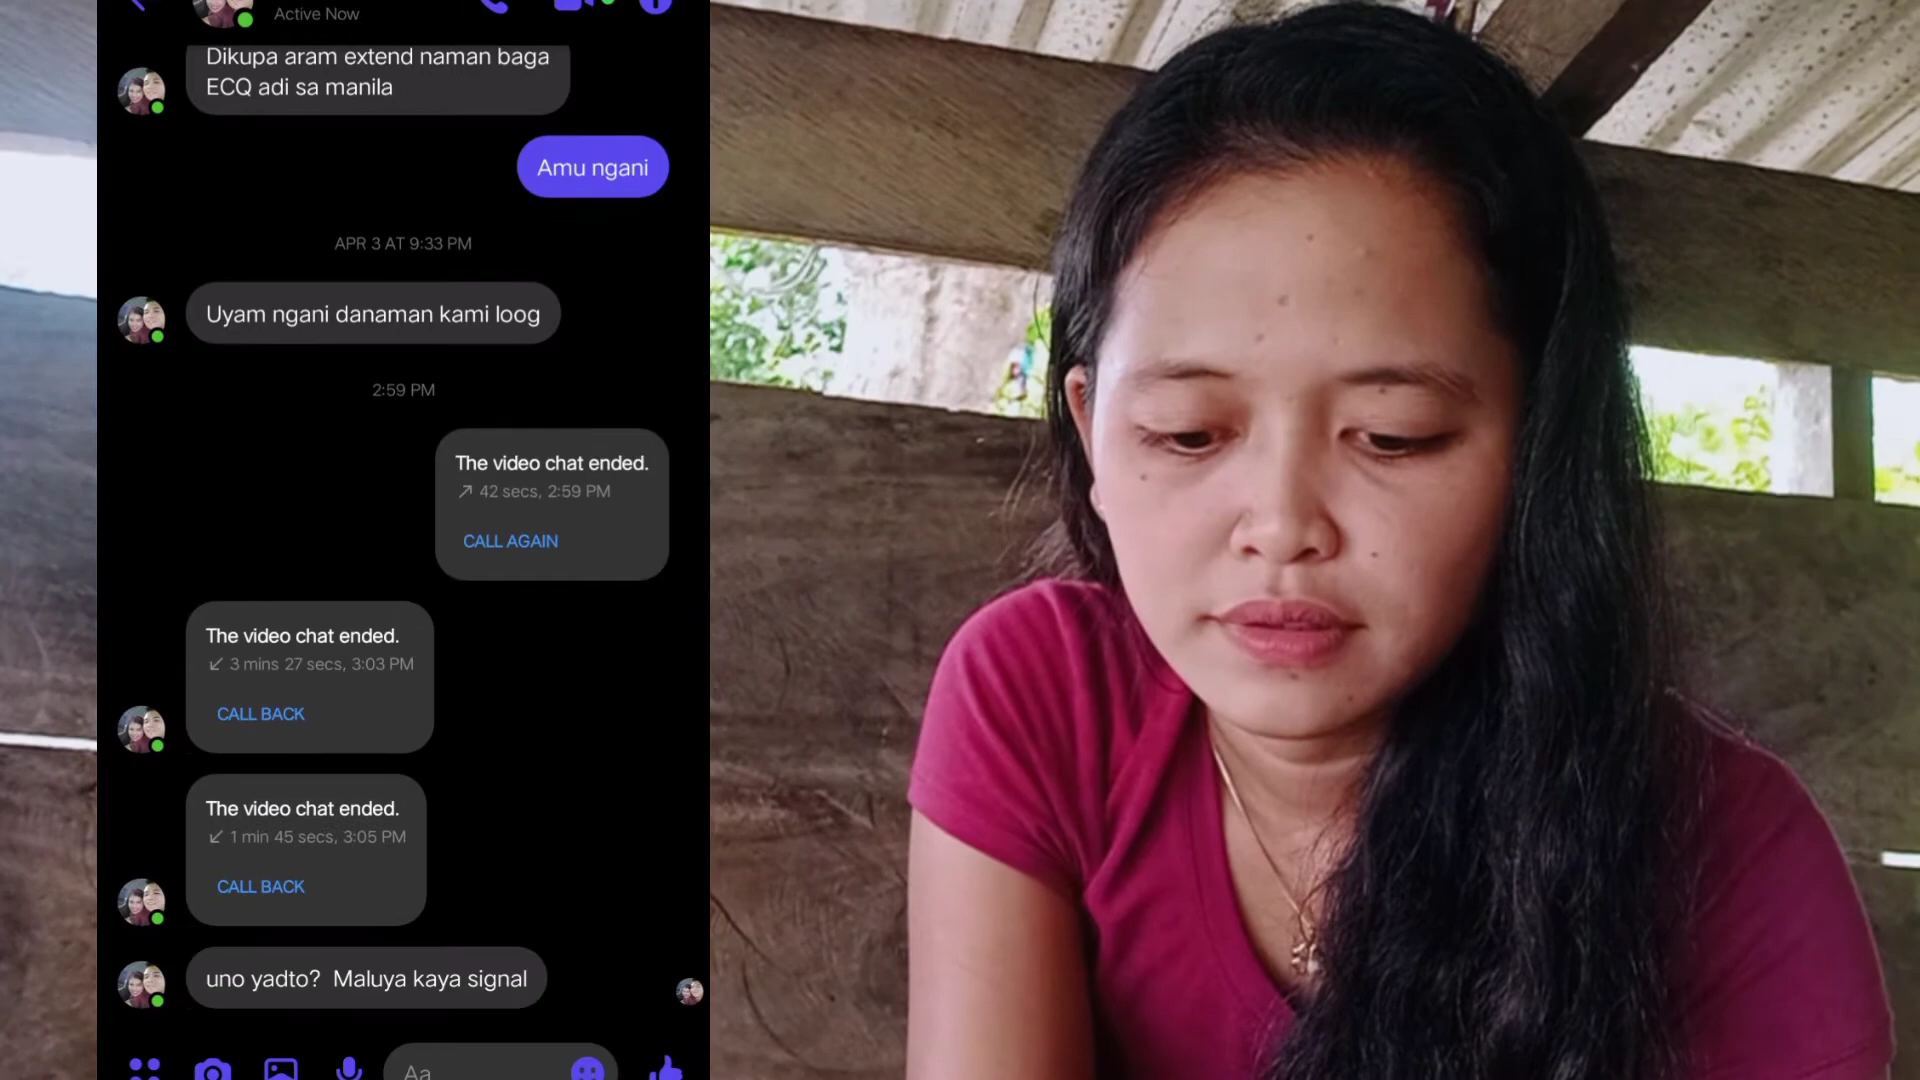 Active Now
Dikupa aram extend naman baga
ECQ adi sa manila
Amu ngani
APR 3 AT 9:33 PM
Uyam ngani danaman kami loog
2:59 PM
The video chat ended.
42 secs, 2:59 PM
CALL AGAIN
The video chat ended.
3 mins 27 secs, 3:03 PM
CALL BACK
The video chat ended.
1 min 45 secs, 3:05 PM
CALL BACK
uno yadto? Maluya kaya signal
Aa